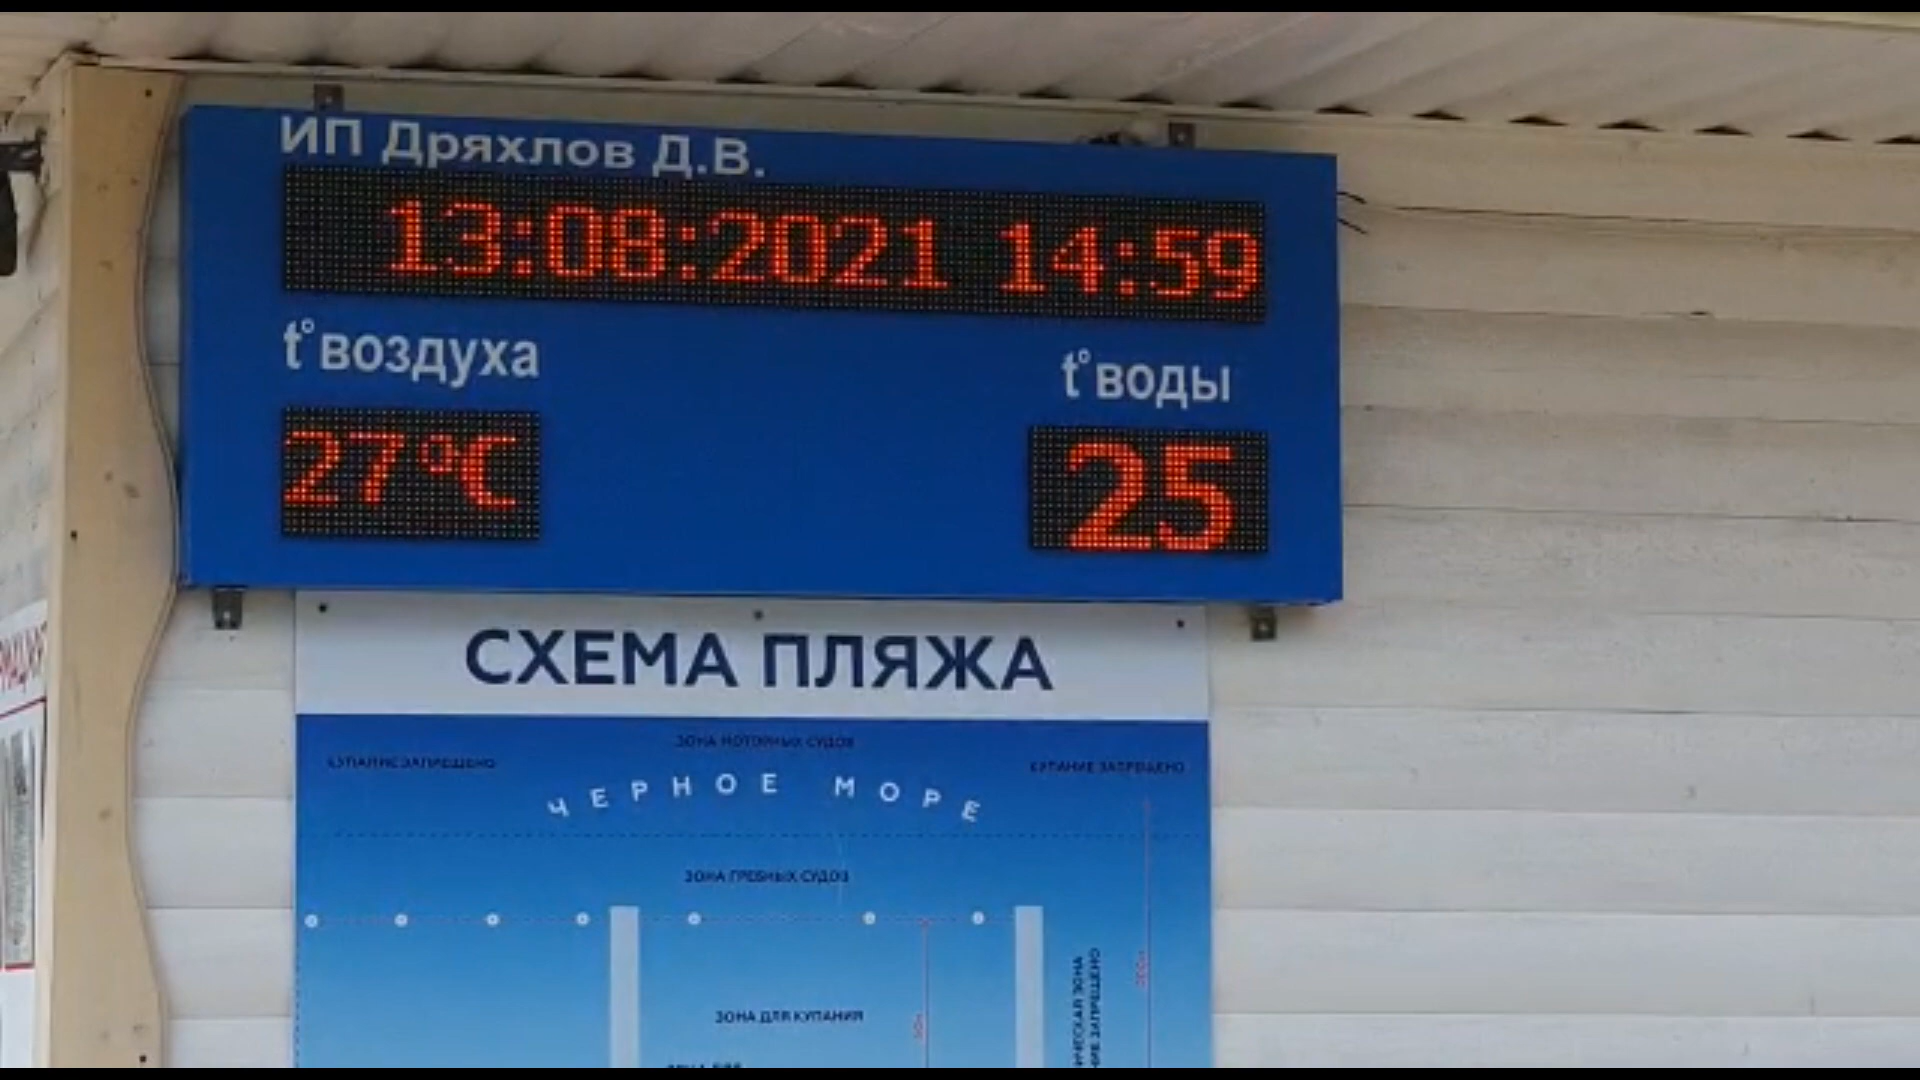 ИП Дряхлов Д.В.
13:08:2021 14:59
t°воздуха
t°воды
27°C
25
СХЕМА ПЛЯЖА
ЗОНА МОТОРНЫХ СУДОВ
КУПАНИЕ ЗАПРЕЩЕНО
КУПАНИЕ ЗАПРЕЩЕНО
ЧЕРНОЕ МОРЕ
ЗОНА ГРЕБНЫХ СУДОВ
ЗОНА ДЛЯ КУПАНИЯ